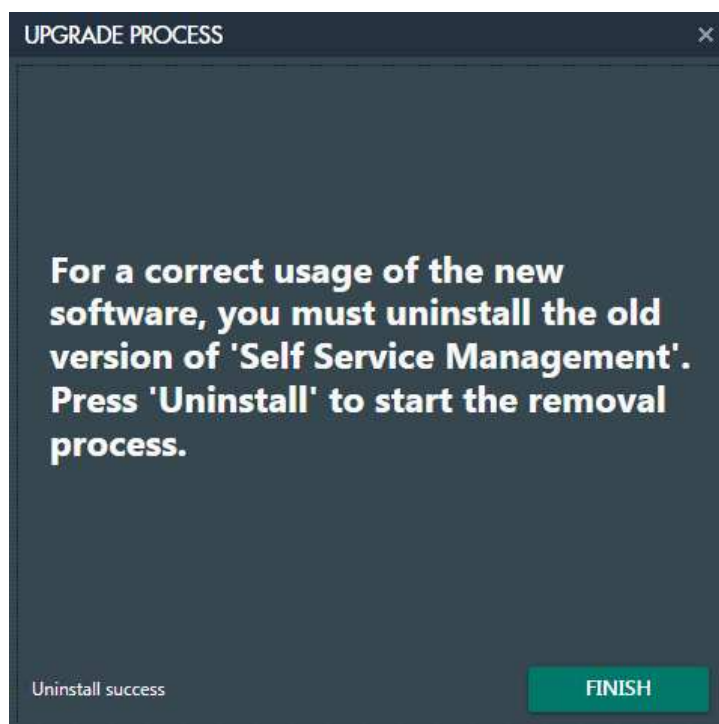 UPGRADE PROCESS
For a correct usage of the new
software, you must uninstall the old
version of 'Self Service Management'.
Press 'Uninstall' to start the removal
process.
Uninstall success
FINISH